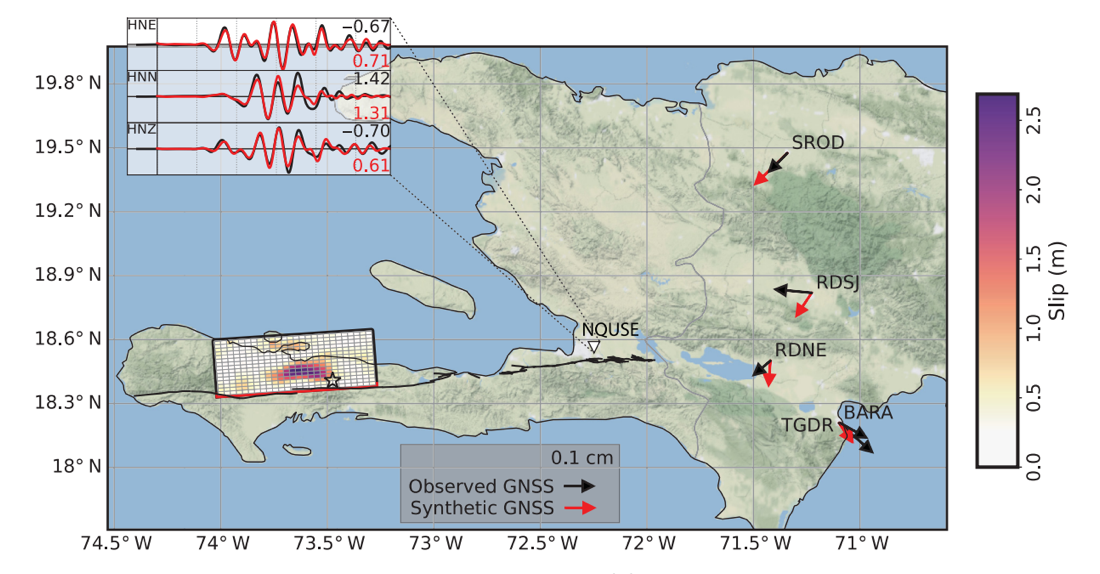 HNE
−0.67
0.71
HNN
1.42
1.31
HNZ
−0.70
0.61
19.8° N
19.5° N
19.2° N
18.9° N
18.6° N
18.3° N
18° N
SROD
RDSJ
NQUSE
RDNE
TGDR
BARA
0.1 cm
Observed GNSS
Synthetic GNSS
74.5° W
74° W
73.5° W
73° W
72.5° W
72° W
71.5° W
71° W
2.5
2.0
1.5
1.0
0.5
0.0
Slip (m)